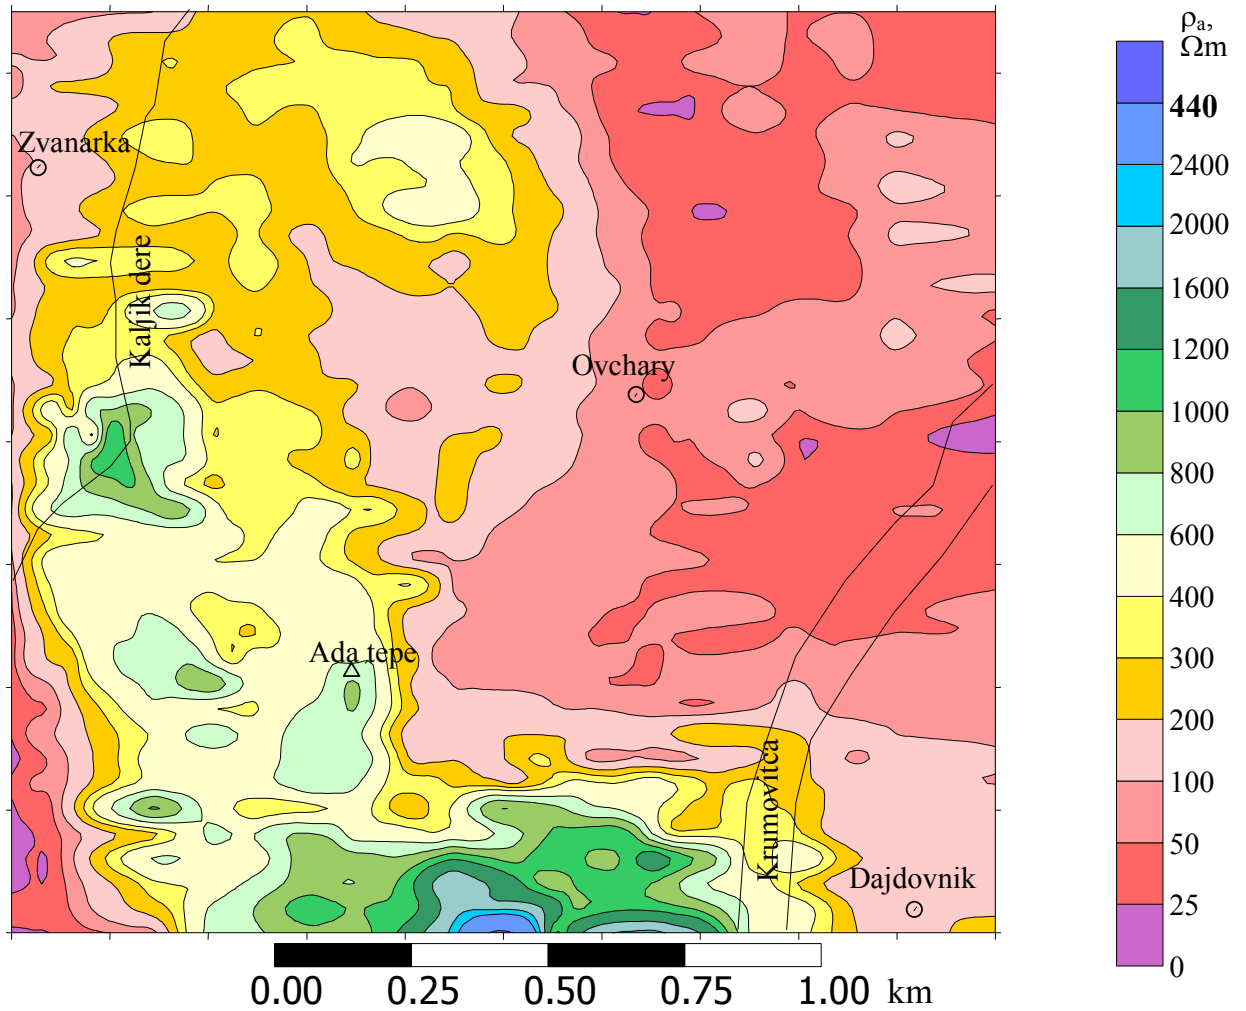 ρa,
Ωm
440
2400
2000
1600
1200
1000
800
600
400
300
200
100
50
25
0
Zvanarka
Kaljik dere
Ovchary
Ada tepe
Krumovitca
Dajdovnik
0.00 0.25 0.50 0.75 1.00 km